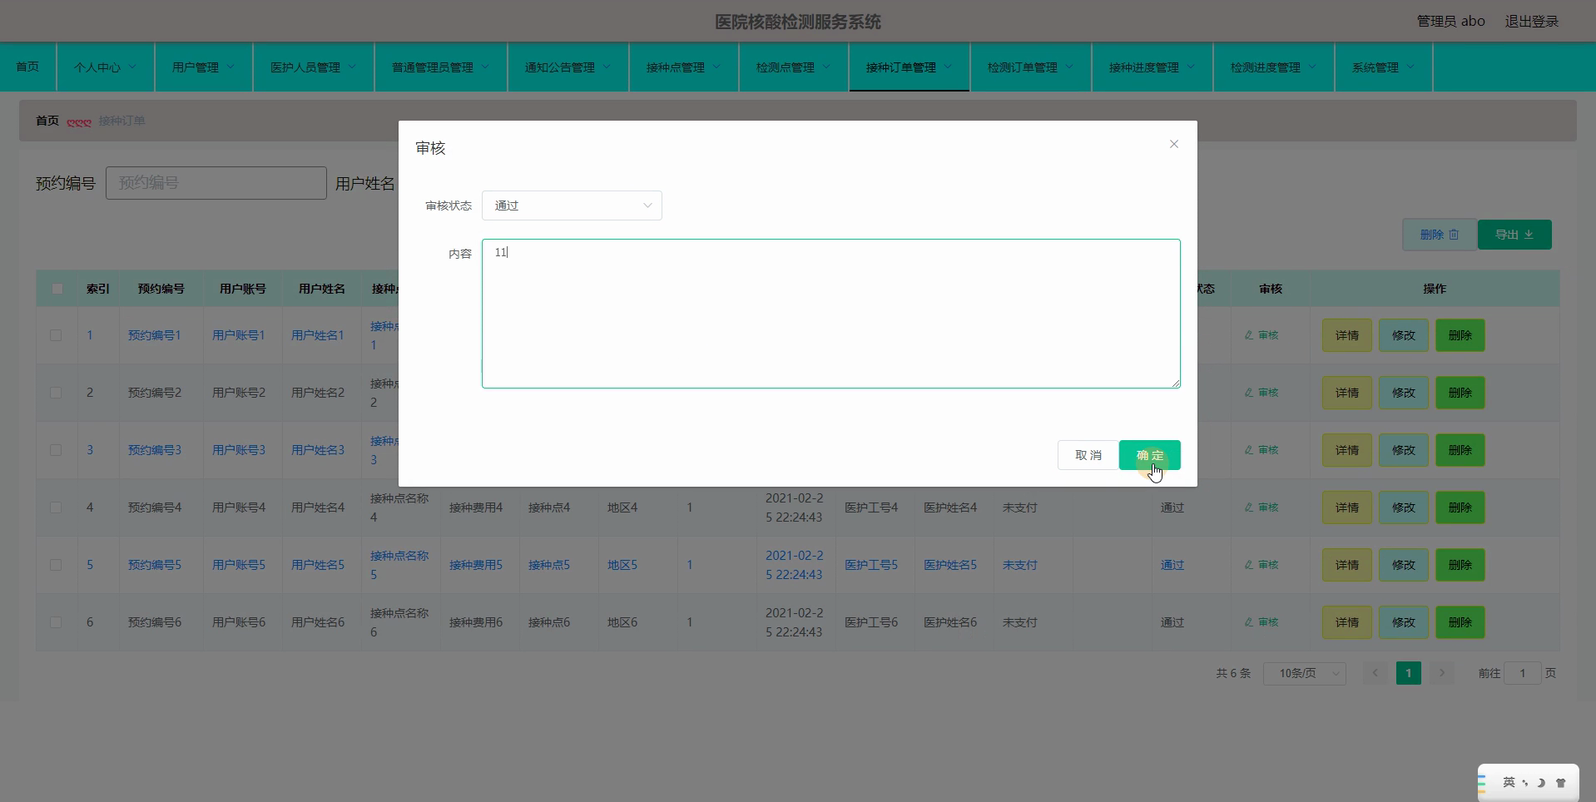 医院核酸检测服务系统
管理员 abo 退出登录
首页 个人中心 用户管理 医护人员管理 普通管理员管理 通知公告管理 接种点管理 检测点管理 接种订单管理 检测订单管理 接种进度管理 检测进度管理 系统管理
首页 ღღღ 接种订单
审核
预约编号 预约编号 用户姓名
审核状态 通过
删除 导出
内容 11
索引 预约编号 用户账号 用户姓名 接种 状态 审核 操作
1 预约编号1 用户账号1 用户姓名1 接种点 1 审核 详情 修改 删除
2 预约编号2 用户账号2 用户姓名2 接种点 2 审核 详情 修改 删除
3 预约编号3 用户账号3 用户姓名3 接种点 3 审核 详情 修改 删除
取消 确定
4 预约编号4 用户账号4 用户姓名4 接种点名称4 接种费用4 接种点4 地区4 1 2021-02-25 22:24:43 医护工号4 医护姓名4 未支付 通过 审核 详情 修改 删除
5 预约编号5 用户账号5 用户姓名5 接种点名称5 接种费用5 接种点5 地区5 1 2021-02-25 22:24:43 医护工号5 医护姓名5 未支付 通过 审核 详情 修改 删除
6 预约编号6 用户账号6 用户姓名6 接种点名称6 接种费用6 接种点6 地区6 1 2021-02-25 22:24:43 医护工号6 医护姓名6 未支付 通过 审核 详情 修改 删除
共 6 条 10条/页 1 前往 1 页
英